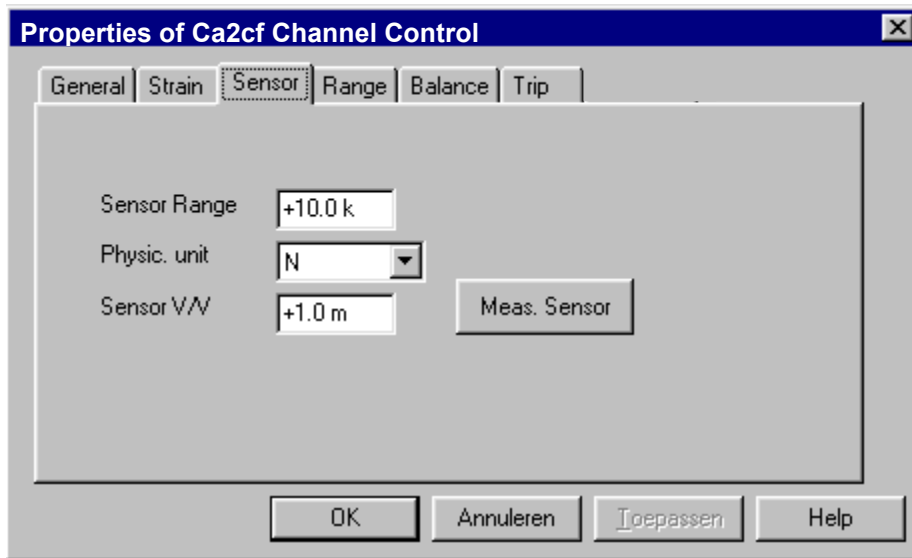 Properties of Ca2cf Channel Control
General Strain Sensor Range Balance Trip
Sensor Range +10.0 k
Physic. unit N
Sensor V/V +1.0 m Meas. Sensor
OK Annuleren Toepassen Help